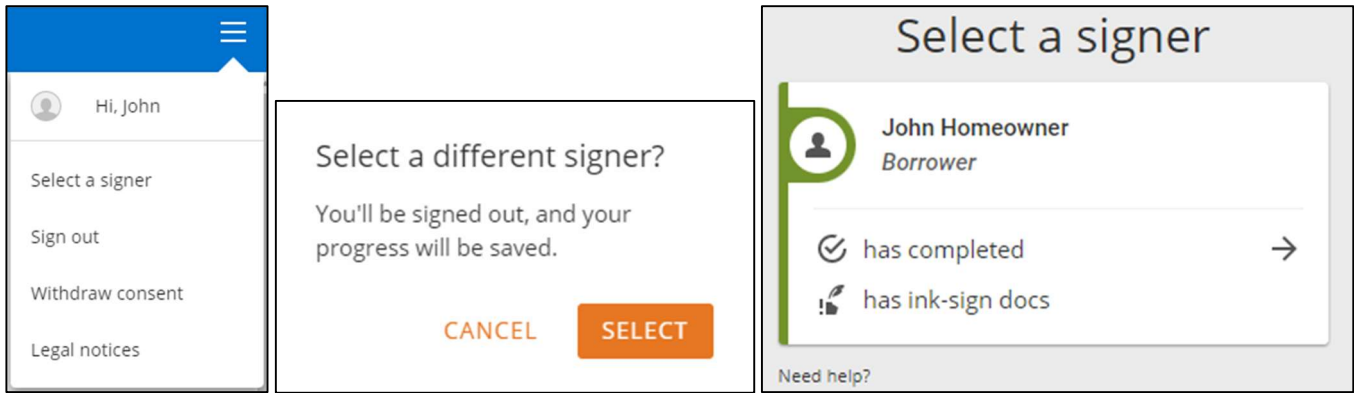 Hi, John
Select a signer
Sign out
Withdraw consent
Legal notices
Select a different signer?
You'll be signed out, and your
progress will be saved.
CANCEL SELECT
Select a signer
John Homeowner
Borrower
has completed
has ink-sign docs
Need help?